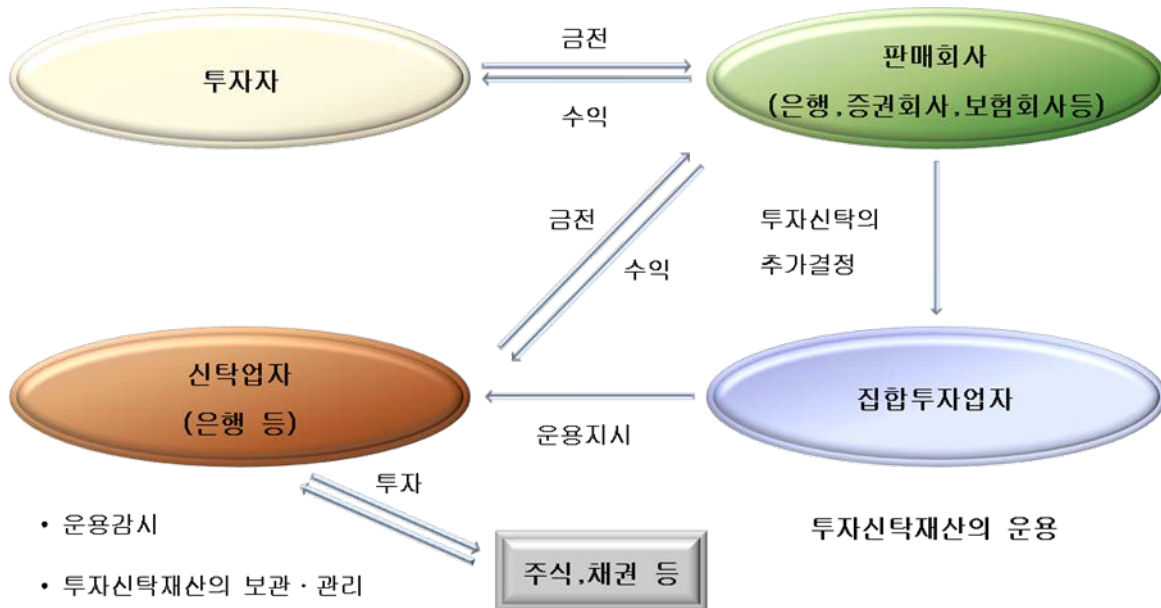 금전
투자자
판매회사
(은행,증권회사,보험회사등)
수익
금전
수익
투자신탁의
추가결정
신탁업자
(은행 등)
집합투자업자
운용지시
투자
• 운용감시
• 투자신탁재산의 보관·관리
주식,채권 등
투자신탁재산의 운용